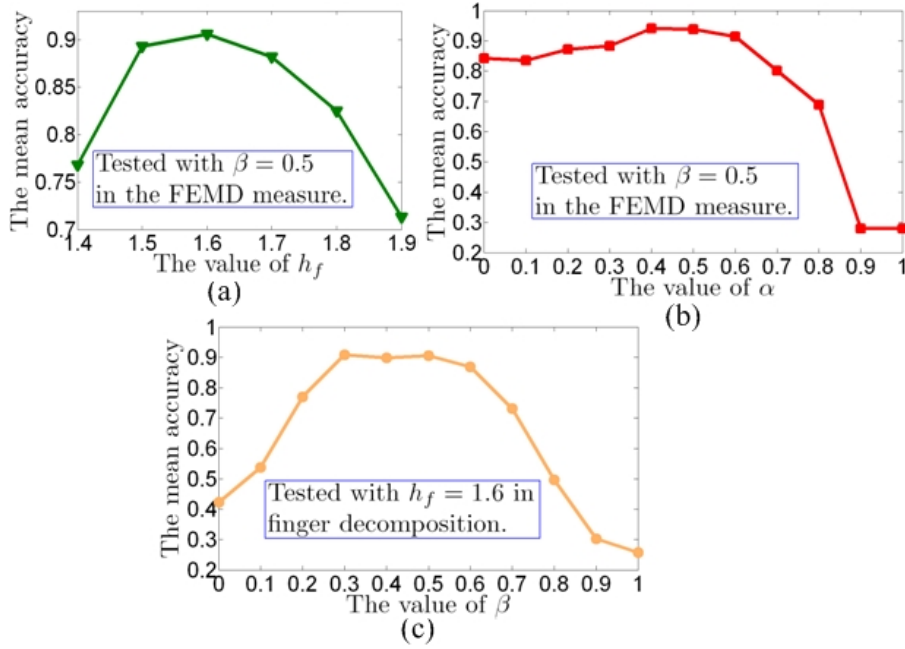 The mean accuracy
0.9
0.85
0.8
0.75
0.7
Tested with β = 0.5
in the FEMD measure.
1.4 1.5 1.6 1.7 1.8 1.9
The value of h_f
(a)
The mean accuracy
1
0.9
0.8
0.7
0.6
0.5
0.4
0.3
0.2
Tested with β = 0.5
in the FEMD measure.
0 0.1 0.2 0.3 0.4 0.5 0.6 0.7 0.8 0.9 1
The value of α
(b)
The mean accuracy
1
0.9
0.8
0.7
0.6
0.5
0.4
0.3
0.2
Tested with h_f = 1.6 in
finger decomposition.
0 0.1 0.2 0.3 0.4 0.5 0.6 0.7 0.8 0.9 1
The value of β
(c)